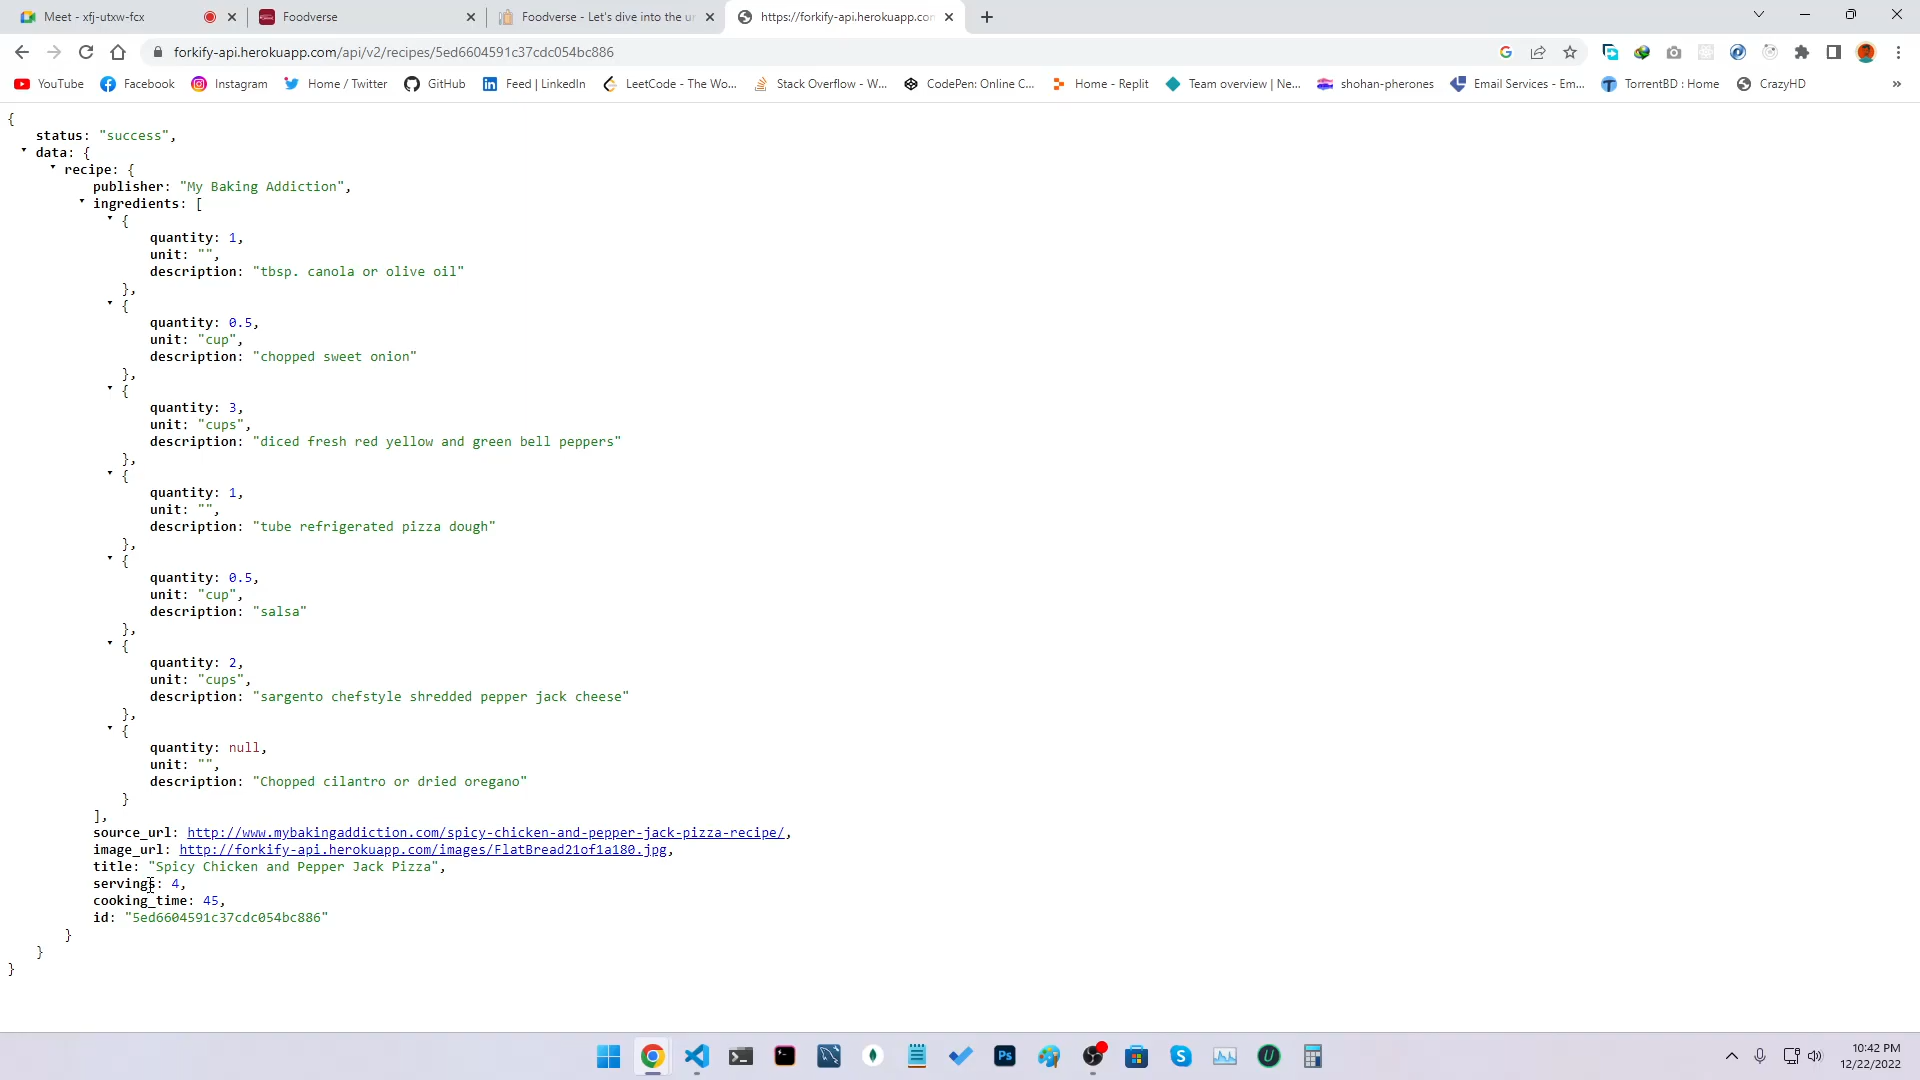 Meet - xfj-utxw-fcx
Foodverse
Foodverse - Let's dive into the ur
https://forkify-api.herokuapp.com
forkify-api.herokuapp.com/api/v2/recipes/5ed6604591c37cdc054bc886
YouTube
Facebook
Instagram
Home / Twitter
GitHub
Feed | LinkedIn
LeetCode - The Wo...
Stack Overflow - W...
CodePen: Online C...
Home - Replit
Team overview | Ne...
shohan-pherones
Email Services - Em...
TorrentBD : Home
CrazyHD
»
{
status: "success",
data: {
recipe: {
publisher: "My Baking Addiction",
ingredients: [
{
quantity: 1,
unit: "",
description: "tbsp. canola or olive oil"
},
{
quantity: 0.5,
unit: "cup",
description: "chopped sweet onion"
},
{
quantity: 3,
unit: "cups",
description: "diced fresh red yellow and green bell peppers"
},
{
quantity: 1,
unit: "",
description: "tube refrigerated pizza dough"
},
{
quantity: 0.5,
unit: "cup",
description: "salsa"
},
{
quantity: 2,
unit: "cups",
description: "sargento chefstyle shredded pepper jack cheese"
},
{
quantity: null,
unit: "",
description: "Chopped cilantro or dried oregano"
}
],
source_url: http://www.mybakingaddiction.com/spicy-chicken-and-pepper-jack-pizza-recipe/,
image_url: http://forkify-api.herokuapp.com/images/FlatBread21of1a180.jpg,
title: "Spicy Chicken and Pepper Jack Pizza",
servings: 4,
cooking_time: 45,
id: "5ed6604591c37cdc054bc886"
}
}
}
Ps
10:42 PM
12/22/2022